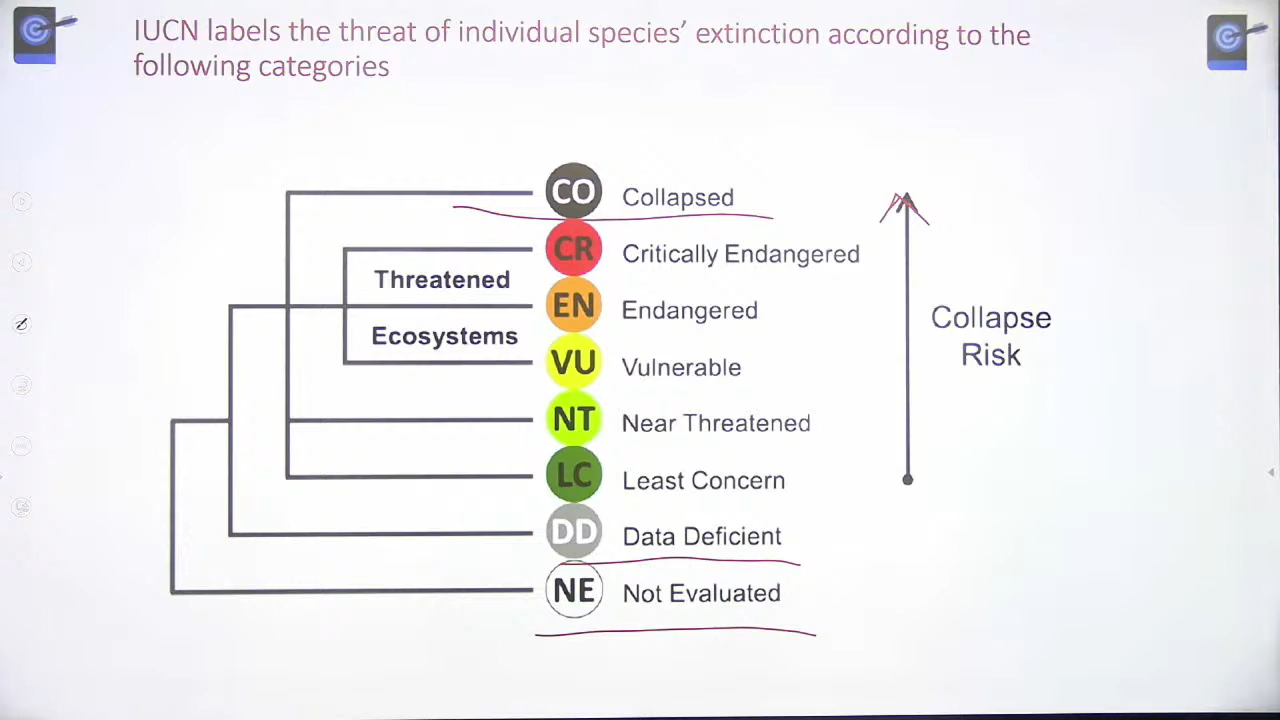 IUCN labels the threat of individual species’ extinction according to the
following categories
CO Collapsed
CR Critically Endangered
Threatened
EN Endangered
Ecosystems
VU Vulnerable
NT Near Threatened
LC Least Concern
DD Data Deficient
NE Not Evaluated
Collapse
Risk